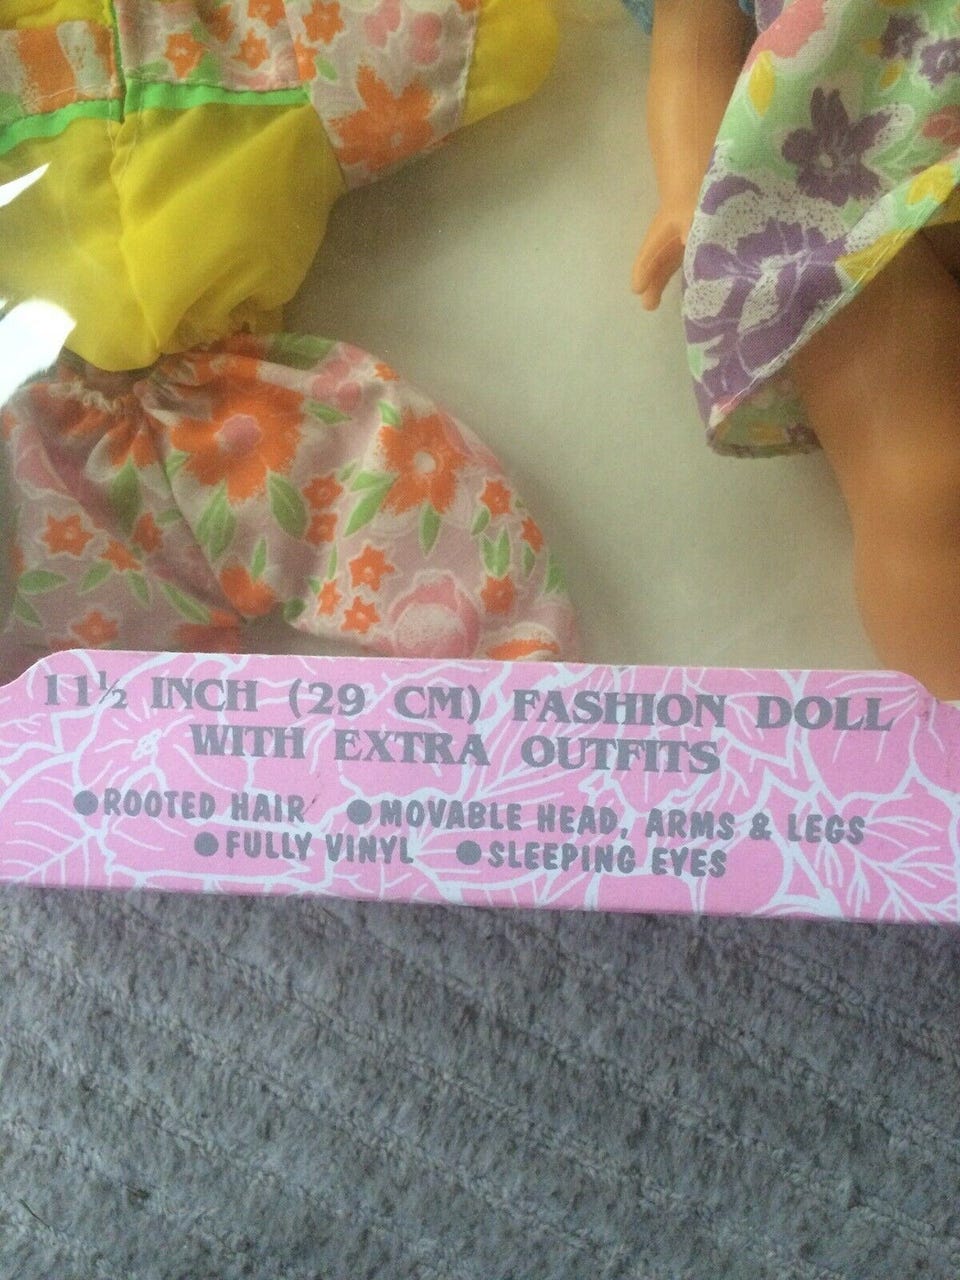 11½ INCH (29 CM) FASHION DOLL
WITH EXTRA OUTFITS
●ROOTED HAIR ●MOVABLE HEAD, ARMS & LEGS
●FULLY VINYL ●SLEEPING EYES